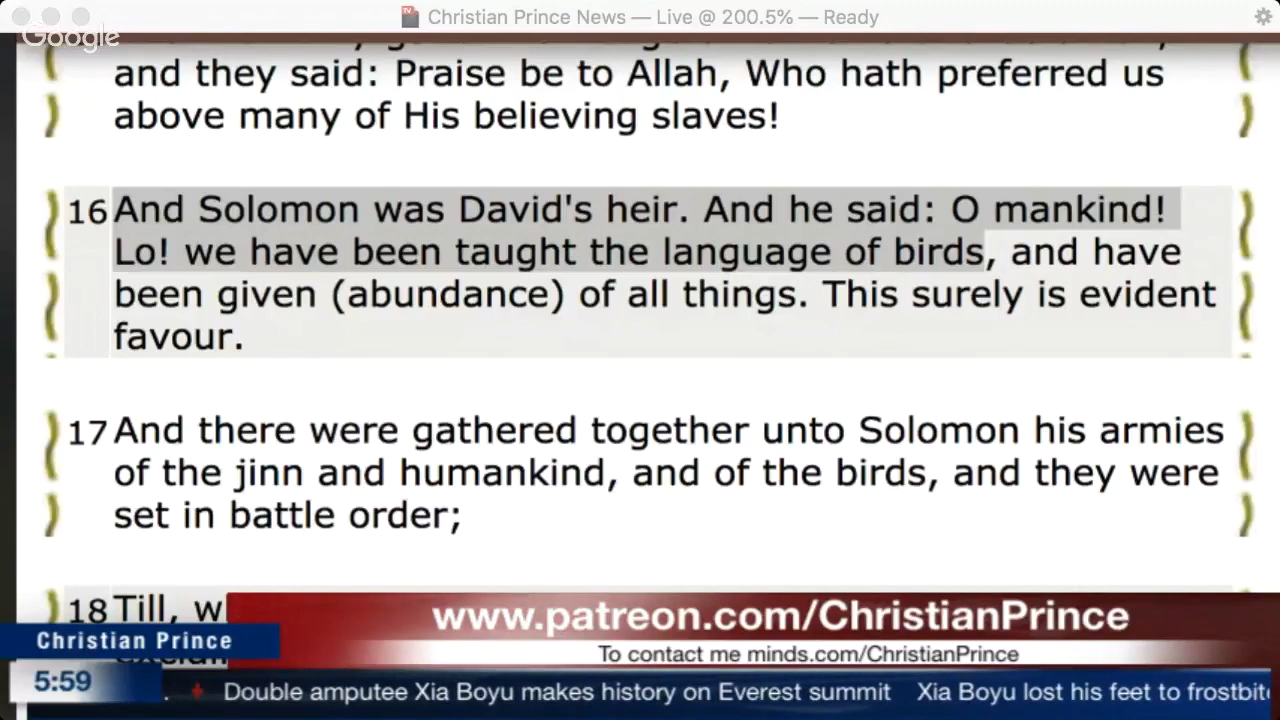 Christian Prince News — Live @ 200.5% — Ready
Google
and they said: Praise be to Allah, Who hath preferred us
above many of His believing slaves!
16 And Solomon was David's heir. And he said: O mankind!
Lo! we have been taught the language of birds, and have
been given (abundance) of all things. This surely is evident
favour.
17 And there were gathered together unto Solomon his armies
of the jinn and humankind, and of the birds, and they were
set in battle order;
18 Till, w
www.patreon.com/ChristianPrince
Christian Prince
To contact me minds.com/ChristianPrince
5:59
Double amputee Xia Boyu makes history on Everest summit Xia Boyu lost his feet to frostbite